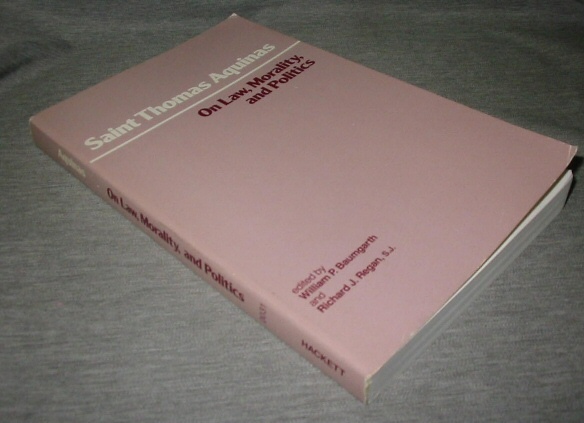 Saint Thomas Aquinas
On Law, Morality,
and Politics
edited by
William P. Baumgarth
and
Richard J. Regan, S.J.
Aquinas
On Law, Morality, and Politics
HACKETT